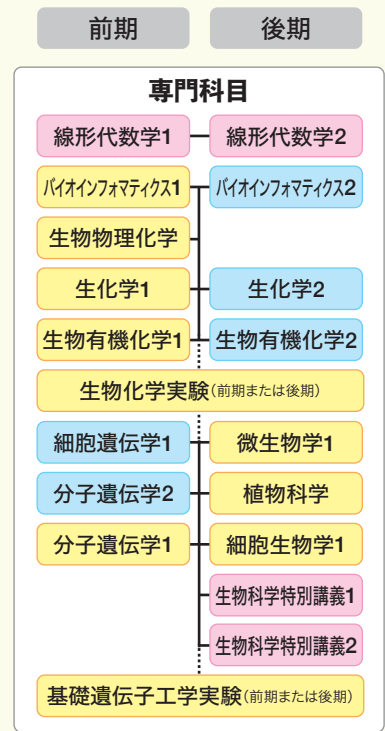 前期 後期
専門科目
線形代数学1 線形代数学2
バイオインフォマティクス1 バイオインフォマティクス2
生物物理化学
生化学1 生化学2
生物有機化学1 生物有機化学2
生物化学実験(前期または後期)
細胞遺伝学1 微生物学1
分子遺伝学2 植物科学
分子遺伝学1 細胞生物学1
生物科学特別講義1
生物科学特別講義2
基礎遺伝子工学実験(前期または後期)